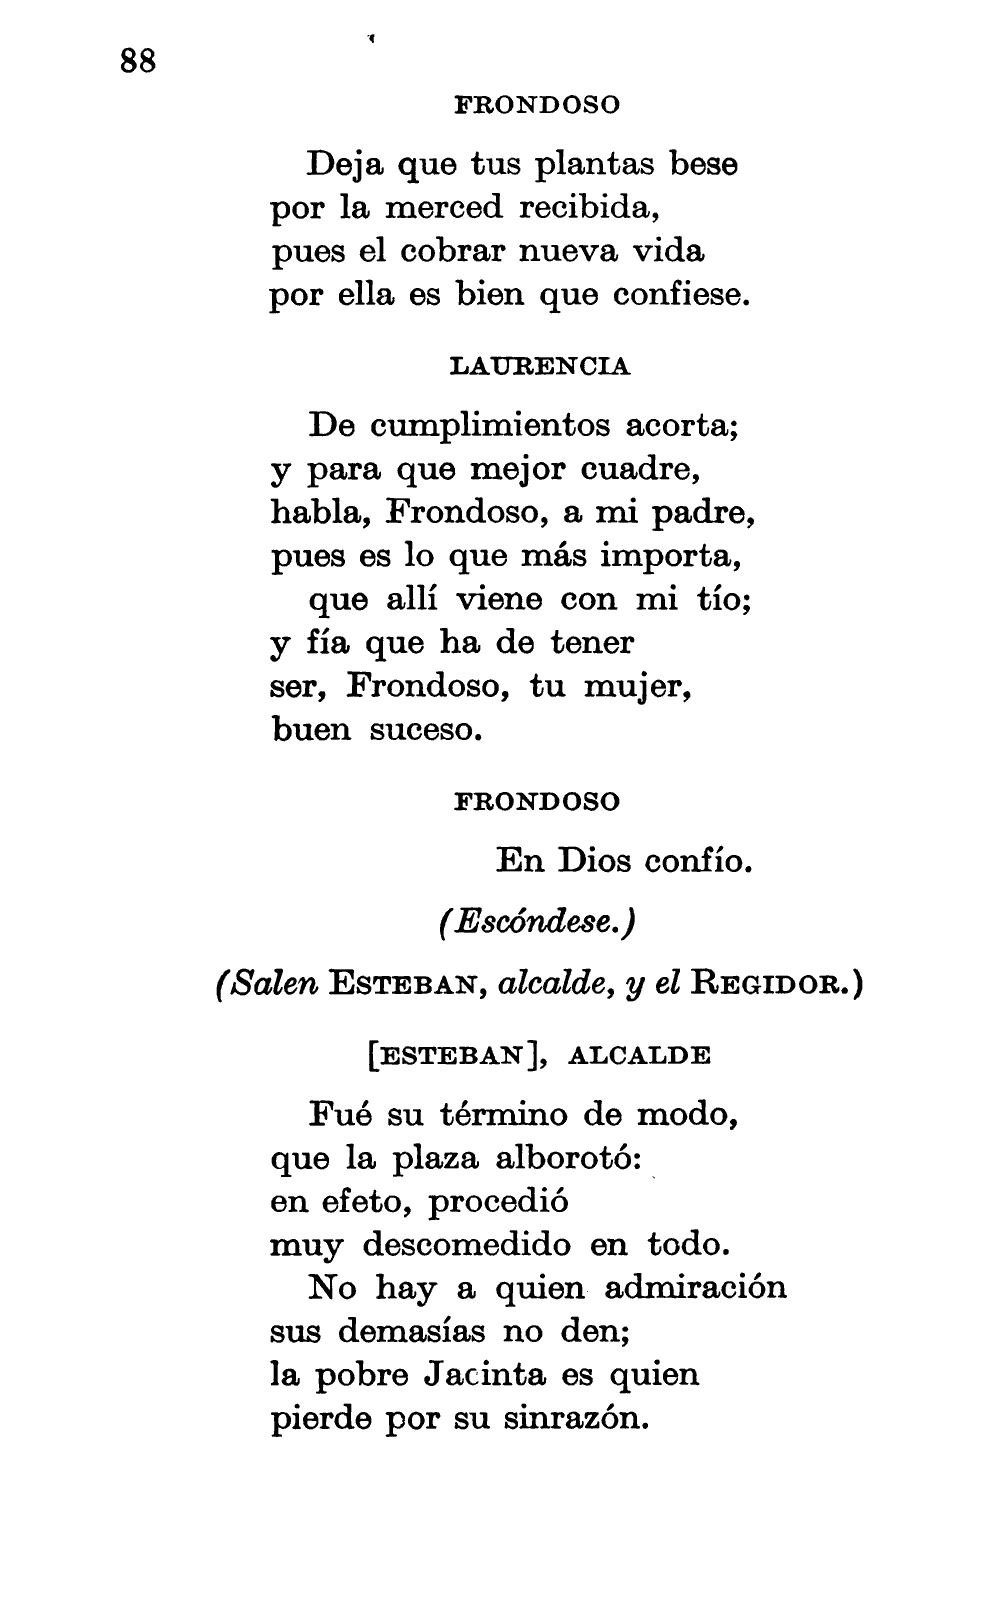 88
FRONDOSO
Deja que tus plantas bese
por la merced recibida,
pues el cobrar nueva vida
por ella es bien que confiese.
LAURENCIA
De cumplimientos acorta;
y para que mejor cuadre,
habla, Frondoso, a mi padre,
pues es lo que más importa,
que allí viene con mi tío;
y fía que ha de tener
ser, Frondoso, tu mujer,
buen suceso.
FRONDOSO
En Dios confío.
(Escóndese.)
(Salen ESTEBAN, alcalde, y el REGIDOR.)
[ESTEBAN], ALCALDE
Fué su término de modo,
que la plaza alborotó:
en efeto, procedió
muy descomedido en todo.
No hay a quien admiración
sus demasías no den;
la pobre Jacinta es quien
pierde por su sinrazón.